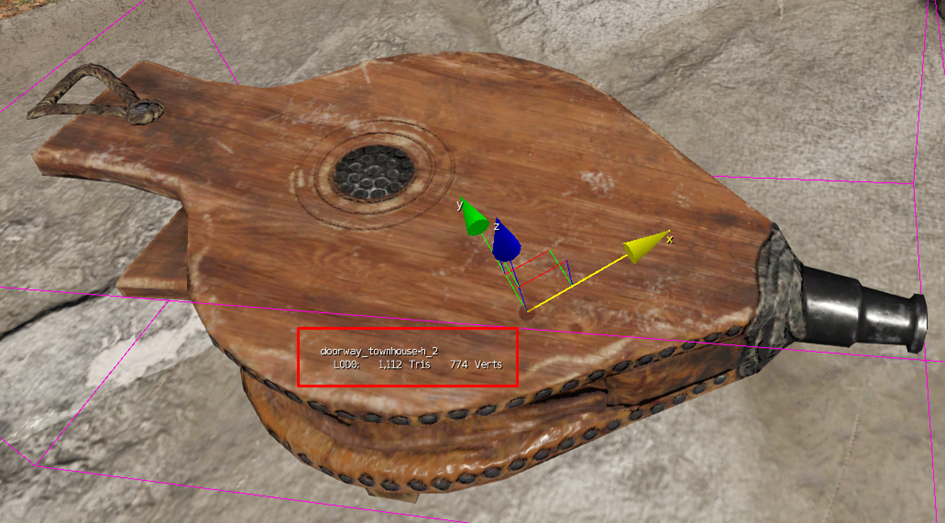 y
z
x
doorway_townhouse-h_2
LOD0: 1,112 Tris 774 Verts